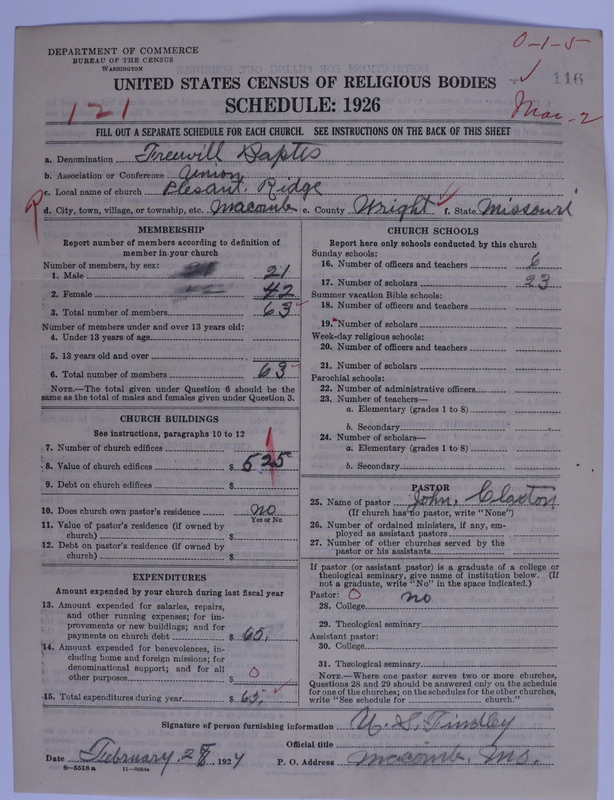 DEPARTMENT OF COMMERCE
BUREAU OF THE CENSUS
WASHINGTON
0-1-5
116
UNITED STATES CENSUS OF RELIGIOUS BODIES
SCHEDULE: 1926
121
Mar-2
FILL OUT A SEPARATE SCHEDULE FOR EACH CHURCH. SEE INSTRUCTIONS ON THE BACK OF THIS SHEET
a. Denomination Freewill Baptis
b. Association or Conference Union
c. Local name of church Plesant Ridge
R
d. City, town, village, or township, etc. Macomb e. County Wright f. State Missouri
MEMBERSHIP
Report number of members according to definition of member in your church
Number of members, by sex:
1. Male 21
2. Female 42
3. Total number of members 63
Number of members under and over 13 years old:
4. Under 13 years of age
5. 13 years old and over
6. Total number of members 63
NOTE.—The total given under Question 6 should be the same as the total of males and females given under Question 3.
CHURCH BUILDINGS
See instructions, paragraphs 10 to 12
7. Number of church edifices 1
8. Value of church edifices $ 525
9. Debt on church edifices $
10. Does church own pastor's residence no
Yes or No
11. Value of pastor's residence (if owned by church) $
12. Debt on pastor's residence (if owned by church) $
EXPENDITURES
Amount expended by your church during last fiscal year
13. Amount expended for salaries, repairs, and other running expenses; for improvements or new buildings; and for payments on church debt $ 65.
14. Amount expended for benevolences, including home and foreign missions; for denominational support; and for all other purposes $ 0
15. Total expenditures during year $ 65.
CHURCH SCHOOLS
Report here only schools conducted by this church
Sunday schools:
16. Number of officers and teachers 6
17. Number of scholars 23
Summer vacation Bible schools:
18. Number of officers and teachers
19. Number of scholars
Week-day religious schools:
20. Number of officers and teachers
21. Number of scholars
Parochial schools:
22. Number of administrative officers
23. Number of teachers—
a. Elementary (grades 1 to 8)
b. Secondary
24. Number of scholars—
a. Elementary (grades 1 to 8)
b. Secondary
PASTOR
25. Name of pastor John, Claxton
(If church has no pastor, write "None")
26. Number of ordained ministers, if any, employed as assistant pastors
27. Number of other churches served by the pastor or his assistants
If pastor (or assistant pastor) is a graduate of a college or theological seminary, give name of institution below. (If not a graduate, write "No" in the space indicated.)
Pastor: 0
28. College no
29. Theological seminary
Assistant pastor:
30. College
31. Theological seminary
NOTE.—Where one pastor serves two or more churches, Questions 28 and 29 should be answered only on the schedule for one of the churches; on the schedules for the other churches, write "See schedule for church."
Signature of person furnishing information U. S. Findley
Official title
Date February, 28, 1927 P. O. Address Macomb, Mo.
8-5518 a